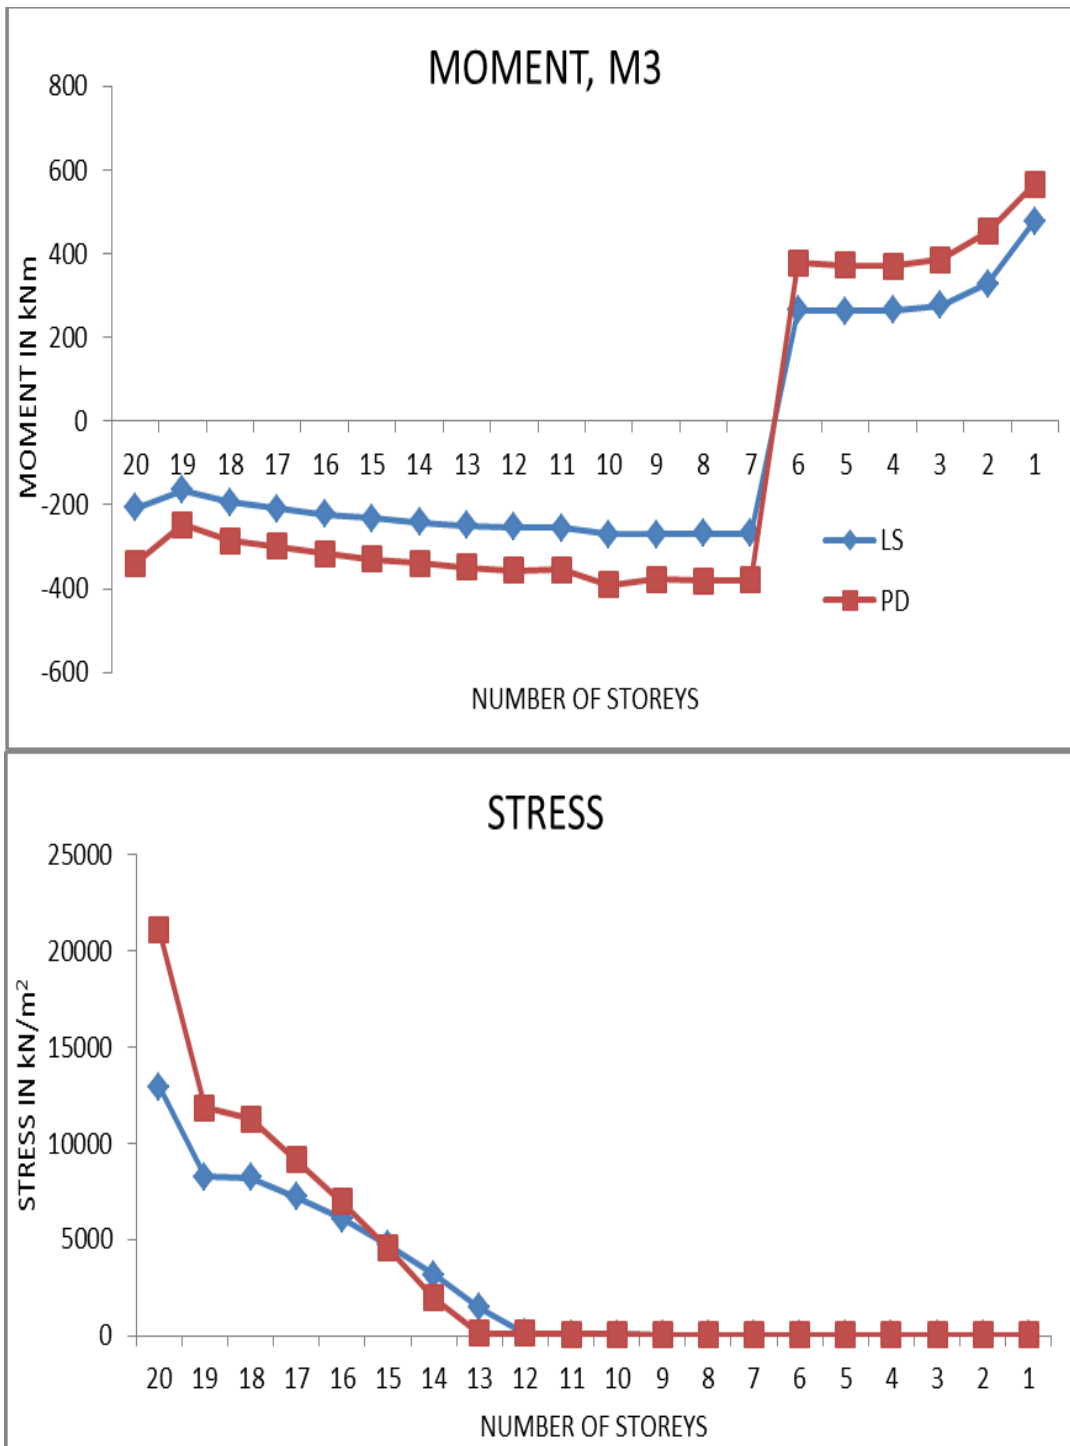 MOMENT, M3
800
600
400
200
0
-200
-400
-600
MOMENT IN kNm
20 19 18 17 16 15 14 13 12 11 10 9 8 7 6 5 4 3 2 1
LS
PD
NUMBER OF STOREYS
STRESS
25000
20000
15000
10000
5000
0
STRESS IN kN/m²
20 19 18 17 16 15 14 13 12 11 10 9 8 7 6 5 4 3 2 1
NUMBER OF STOREYS